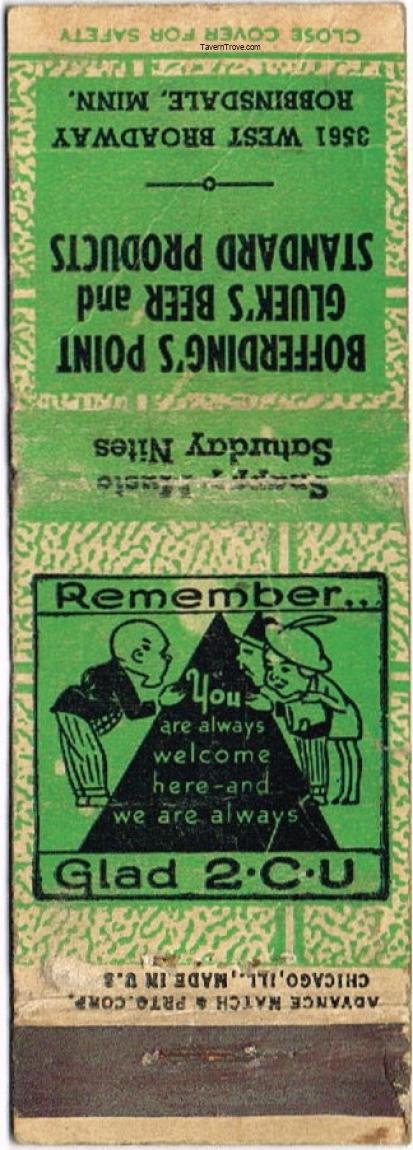 CLOSE COVER FOR SAFETY
TavernTrove.com
BOFFERDING'S POINT
GLUEK'S BEER and
STANDARD PRODUCTS
3561 WEST BROADWAY
ROBBINSDALE, MINN.
Snappy Music
Saturday Nites
Remember..
You
are always
welcome
here-and
we are always
Glad 2·C·U
ADVANCE MATCH & PRTG.CORP.
CHICAGO, ILL., MADE IN U.S